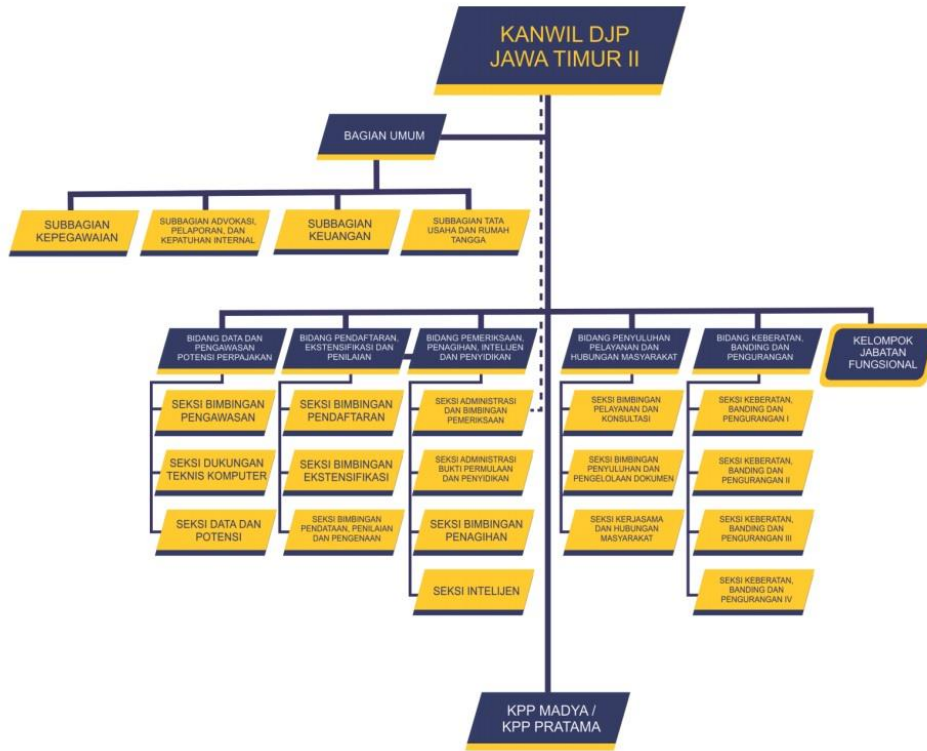 KANWIL DJP
JAWA TIMUR II
BAGIAN UMUM
SUBBAGIAN
KEPEGAWAIAN
SUBBAGIAN ADVOKASI,
PELAPORAN, DAN
KEPATUHAN INTERNAL
SUBBAGIAN
KEUANGAN
SUBBAGIAN TATA
USAHA DAN RUMAH
TANGGA
BIDANG DATA DAN
PENGAWASAN
POTENSI PERPAJAKAN
BIDANG PENDAFTARAN,
EKSTENSIFIKASI DAN
PENILAIAN
BIDANG PEMERIKSAAN,
PENAGIHAN, INTELIJEN
DAN PENYIDIKAN
BIDANG PENYULUHAN
PELAYANAN DAN
HUBUNGAN MASYARAKAT
BIDANG KEBERATAN,
BANDING DAN
PENGURANGAN
KELOMPOK
JABATAN
FUNGSIONAL
SEKSI BIMBINGAN
PENGAWASAN
SEKSI BIMBINGAN
PENDAFTARAN
SEKSI ADMINISTRASI
DAN BIMBINGAN
PEMERIKSAAN
SEKSI BIMBINGAN
PELAYANAN DAN
KONSULTASI
SEKSI KEBERATAN,
BANDING DAN
PENGURANGAN I
SEKSI DUKUNGAN
TEKNIS KOMPUTER
SEKSI BIMBINGAN
EKSTENSIFIKASI
SEKSI ADMINISTRASI
BUKTI PERMULAAN
DAN PENYIDIKAN
SEKSI BIMBINGAN
PENYULUHAN DAN
PENGELOLAAN DOKUMEN
SEKSI KEBERATAN,
BANDING DAN
PENGURANGAN II
SEKSI DATA DAN
POTENSI
SEKSI BIMBINGAN
PENDATAAN, PENILAIAN
DAN PENGENAAN
SEKSI BIMBINGAN
PENAGIHAN
SEKSI KERJASAMA
DAN HUBUNGAN
MASYARAKAT
SEKSI KEBERATAN,
BANDING DAN
PENGURANGAN III
SEKSI INTELIJEN
SEKSI KEBERATAN,
BANDING DAN
PENGURANGAN IV
KPP MADYA /
KPP PRATAMA